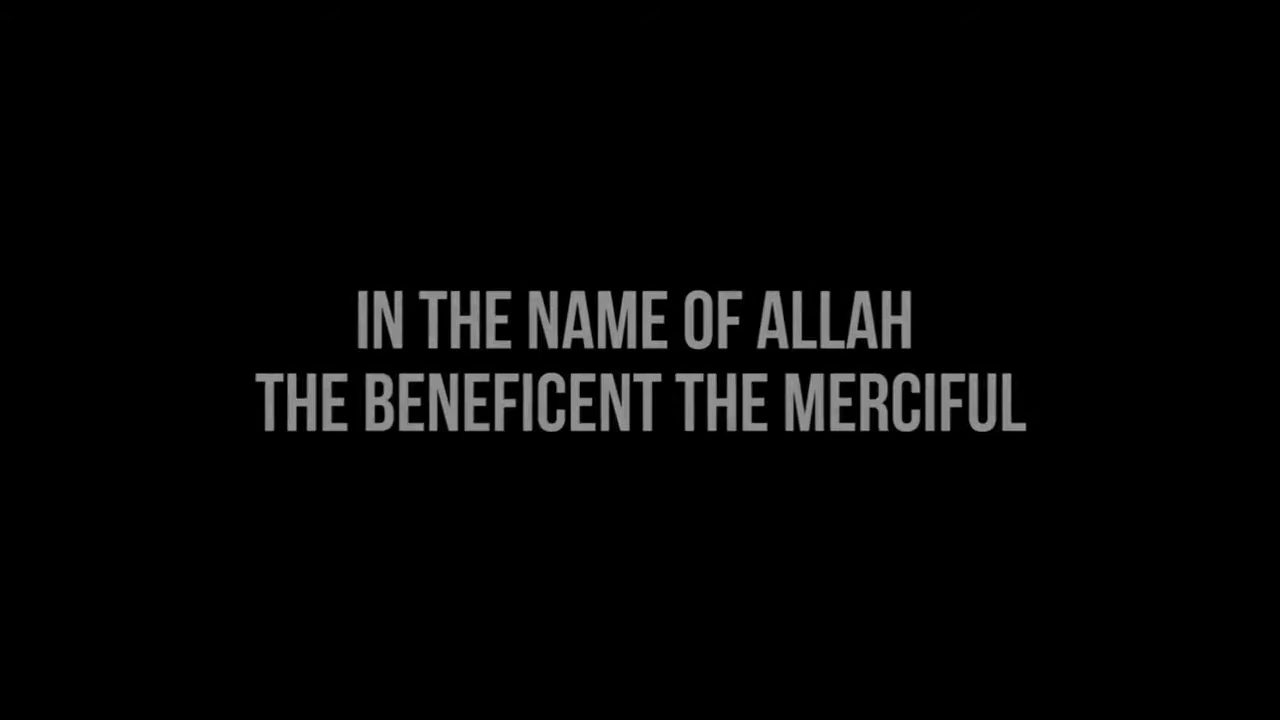 IN THE NAME OF ALLAH
THE BENEFICENT THE MERCIFUL